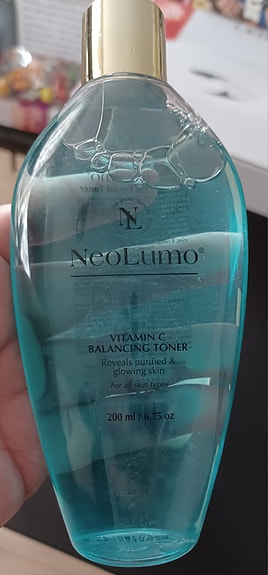 NL
NEOLUMO®
VITAMIN C
BALANCING TONER
Reveals purified &
glowing skin
For all skin types
200 ml / 6.75 oz